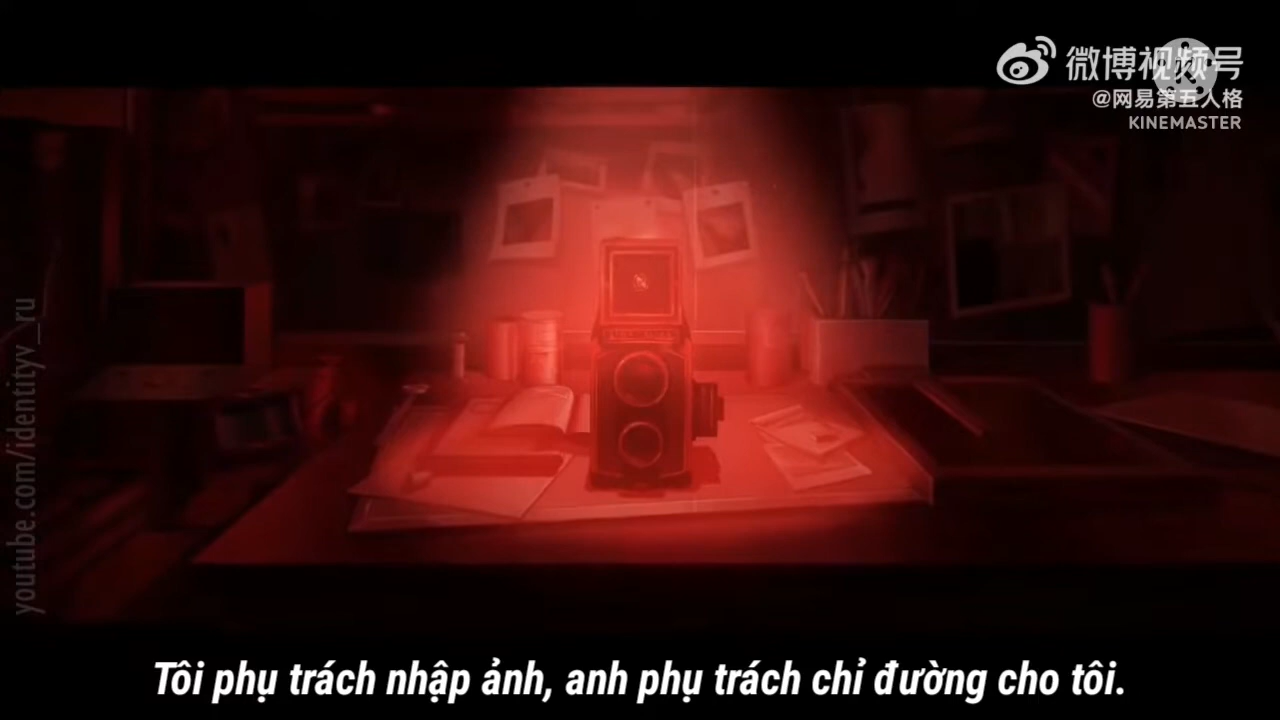 微博视频号
@网易第五人格
KINEMASTER
youtube.com/identityv_ru
Tôi phụ trách nhập ảnh, anh phụ trách chỉ đường cho tôi.